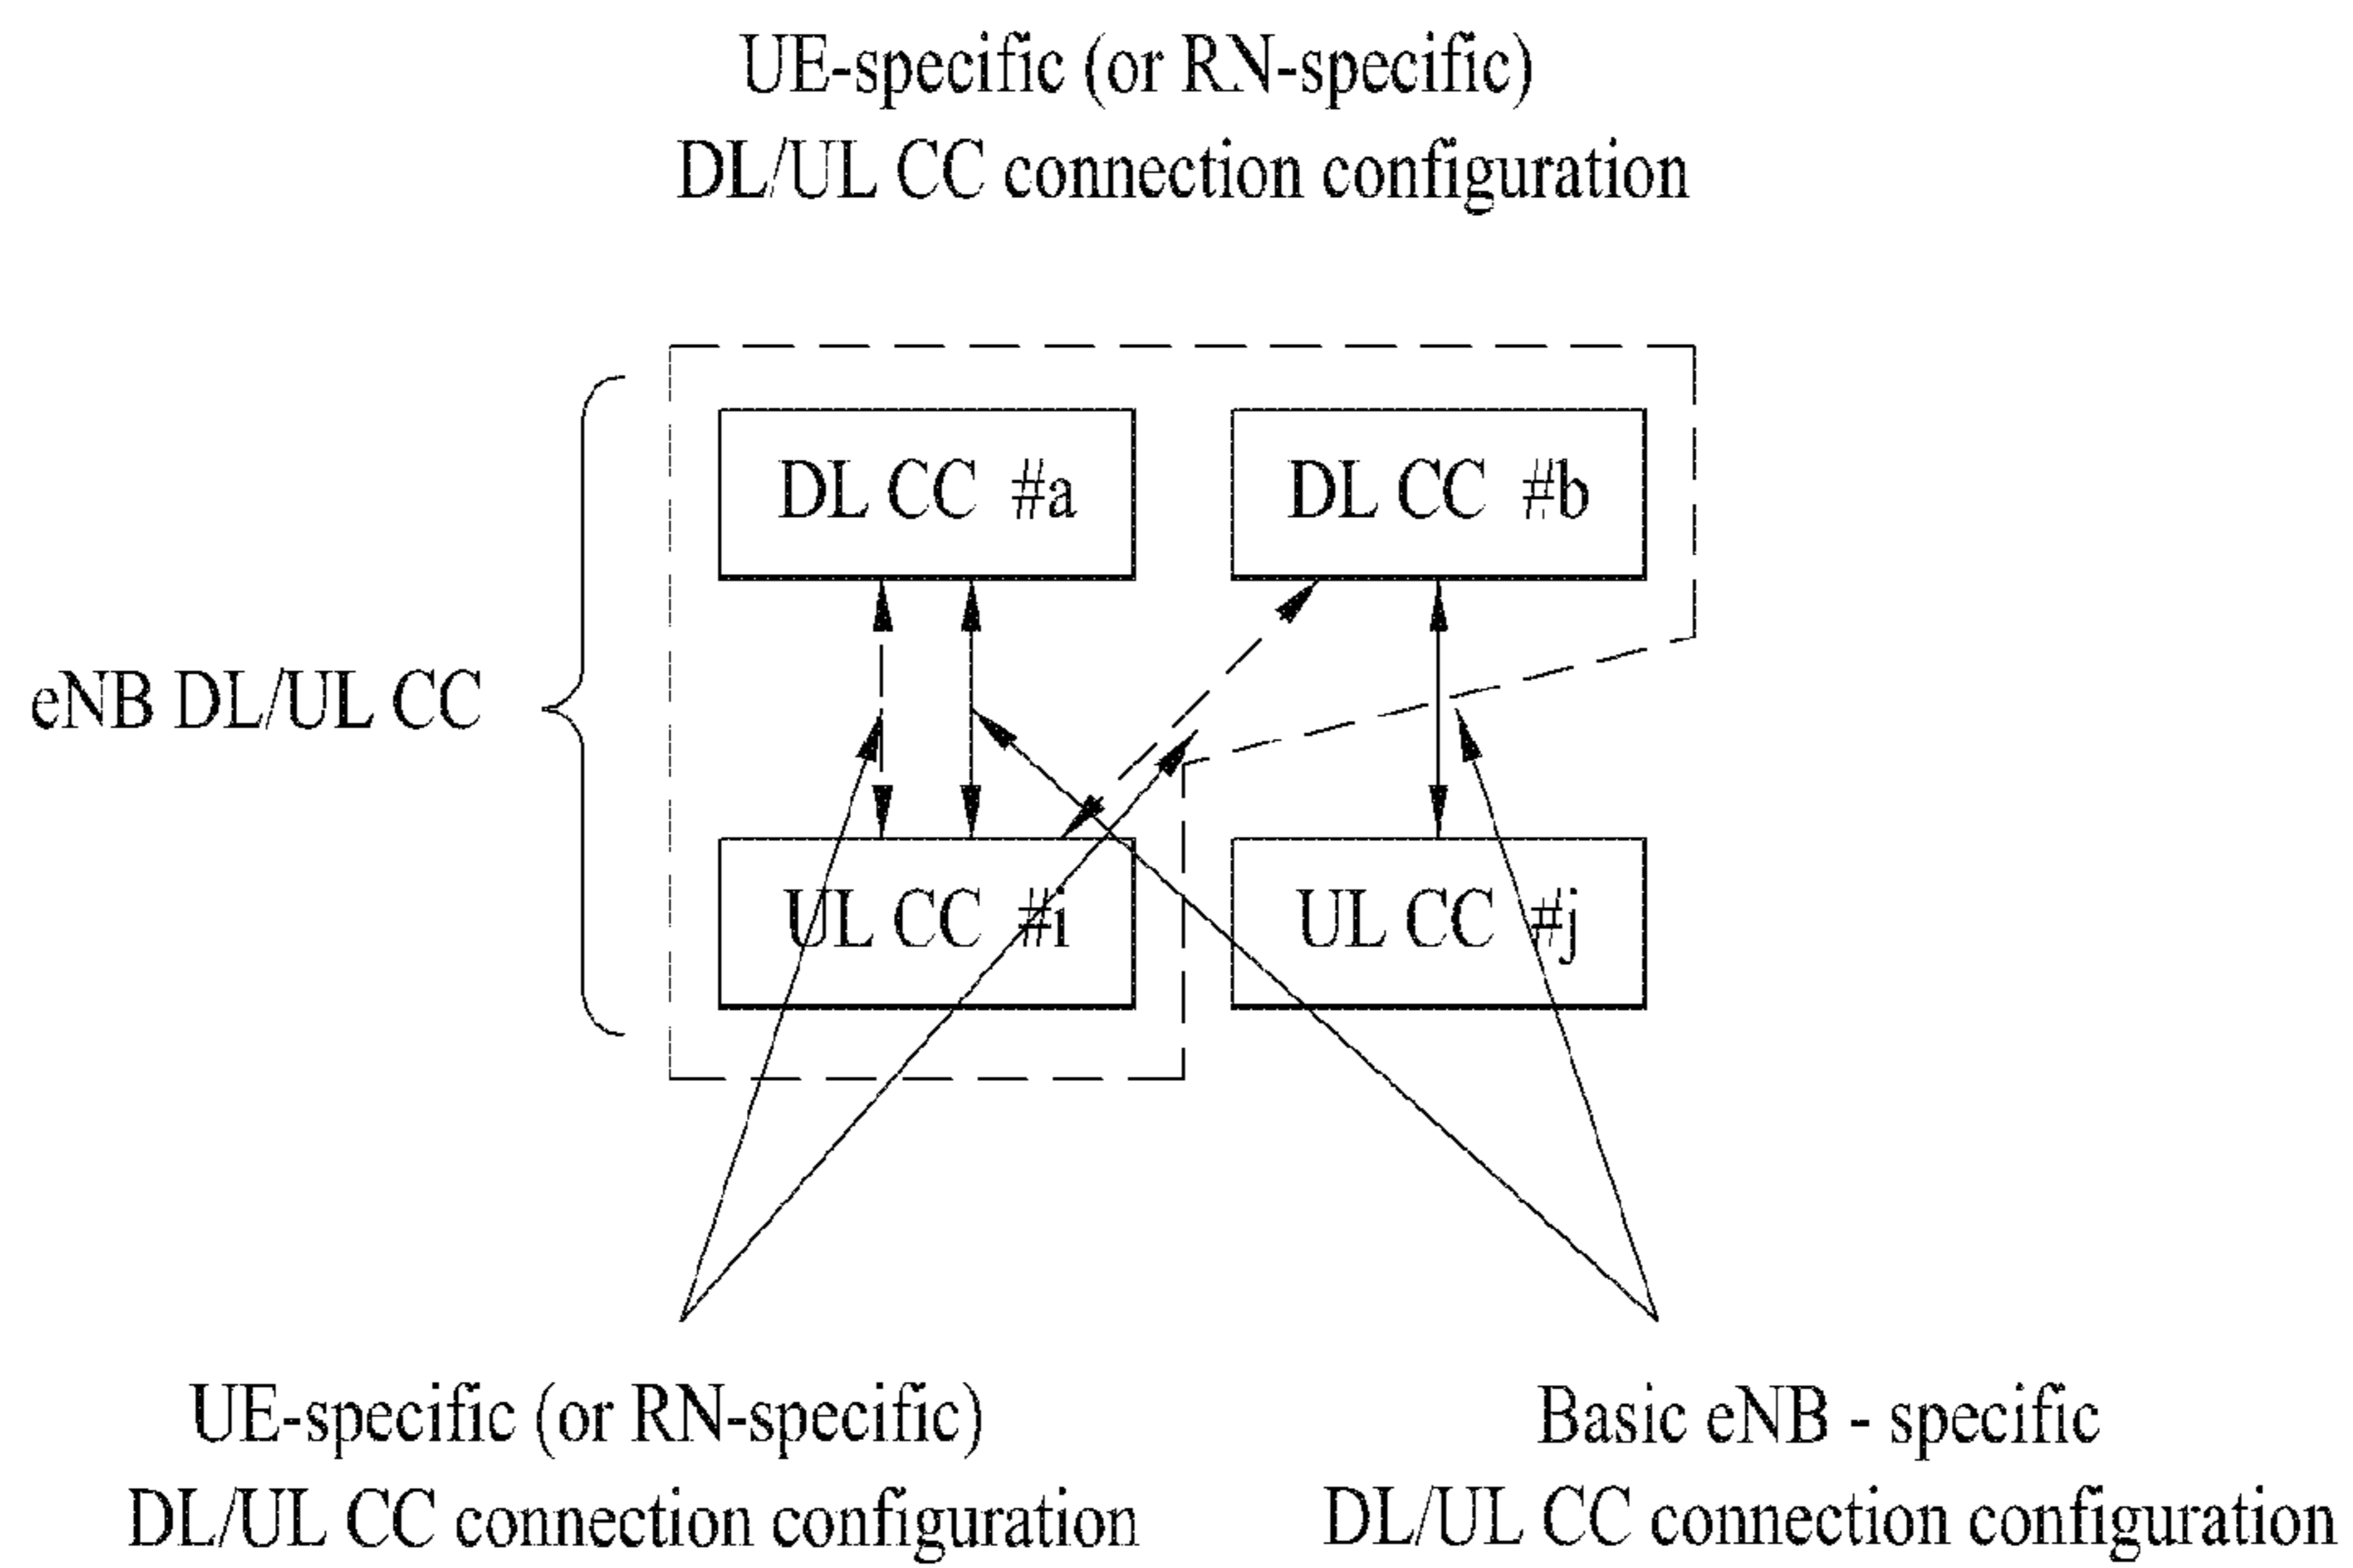 UE-specific (or RN-specific)
DL/UL CC connection configuration
DL CC #a
DL CC #b
eNB DL/UL CC
UL CC #i
UL CC #j
UE-specific (or RN-specific)
DL/UL CC connection configuration
Basic eNB - specific
DL/UL CC connection configuration